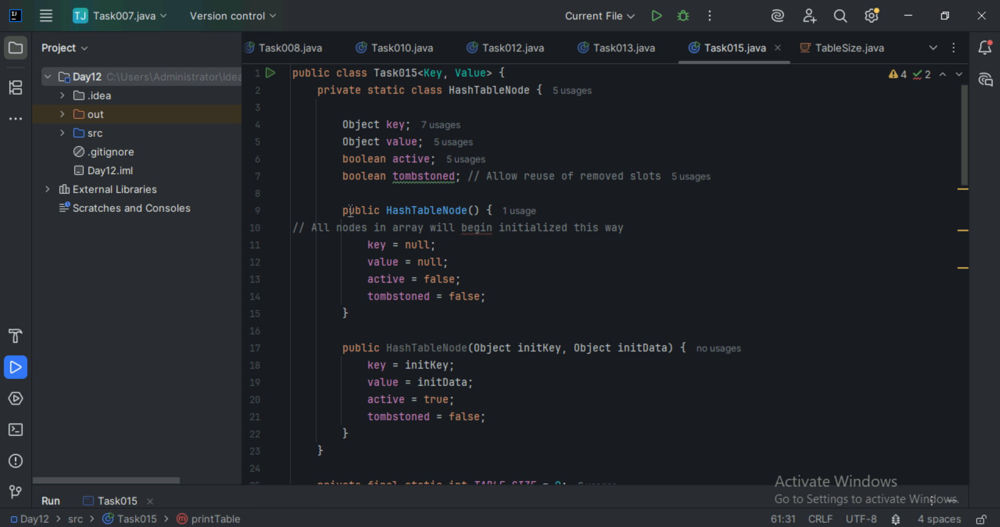 TJ Task007.java Version control Current File
Project
Task008.java Task010.java Task012.java Task013.java Task015.java TableSize.java
Day12 C:\Users\Administrator\Idea
.idea
out
src
.gitignore
Day12.iml
External Libraries
Scratches and Consoles
4 2
1 public class Task015<Key, Value> {
2 private static class HashTableNode { 5 usages
3
4 Object key; 7 usages
5 Object value; 5 usages
6 boolean active; 5 usages
7 boolean tombstoned; // Allow reuse of removed slots 5 usages
8
9 public HashTableNode() { 1 usage
10 // All nodes in array will begin initialized this way
11 key = null;
12 value = null;
13 active = false;
14 tombstoned = false;
15 }
16
17 public HashTableNode(Object initKey, Object initData) { no usages
18 key = initKey;
19 value = initData;
20 active = true;
21 tombstoned = false;
22 }
23 }
24
private final static int TABLE_SIZE
Activate Windows
Go to Settings to activate Windows.
Run Task015
Day12 > src > Task015 > printTable 61:31 CRLF UTF-8 4 spaces